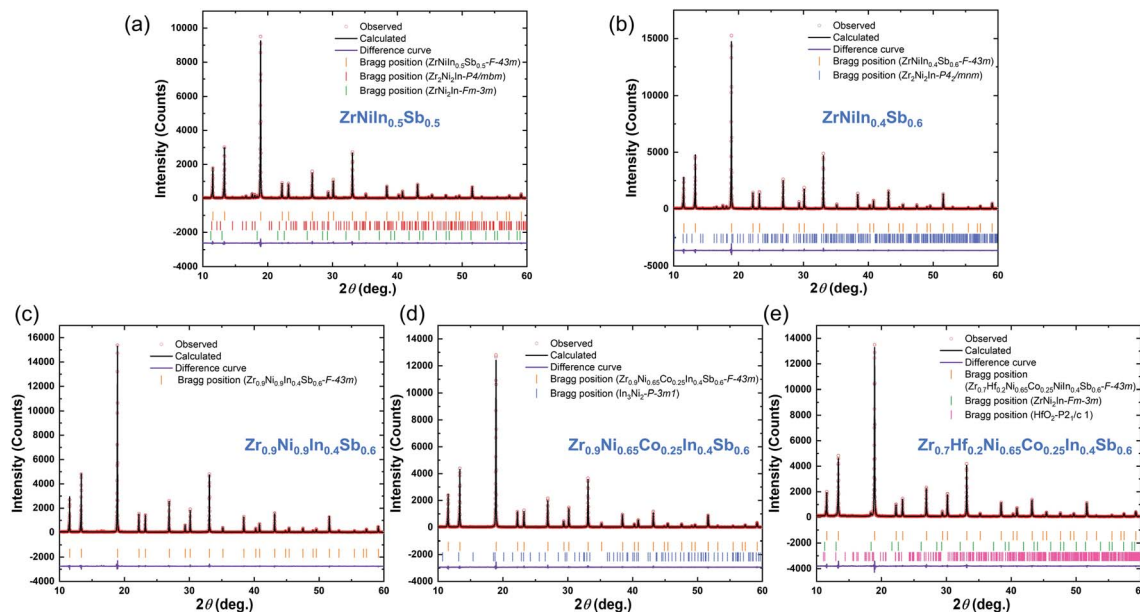 (a)
Observed
Calculated
Difference curve
Bragg position (ZrNiIn0.5Sb0.5-F-43m)
Bragg position (Zr2Ni2In-P4/mbm)
Bragg position (ZrNi2In-Fm-3m)
ZrNiIn0.5Sb0.5
Intensity (Counts)
10000
8000
6000
4000
2000
0
-2000
-4000
10 20 30 40 50 60
2θ (deg.)
(b)
Observed
Calculated
Difference curve
Bragg position (ZrNiIn0.4Sb0.6-F-43m)
Bragg position (Zr2Ni2In-P42/mnm)
ZrNiIn0.4Sb0.6
Intensity (Counts)
15000
10000
5000
0
-5000
10 20 30 40 50 60
2θ (deg.)
(c)
Observed
Calculated
Difference curve
Bragg position (Zr0.9Ni0.9In0.4Sb0.6-F-43m)
Zr0.9Ni0.9In0.4Sb0.6
Intensity (Counts)
16000
14000
12000
10000
8000
6000
4000
2000
0
-2000
-4000
10 20 30 40 50 60
2θ (deg.)
(d)
Observed
Calculated
Difference curve
Bragg position (Zr0.9Ni0.65Co0.25In0.4Sb0.6-F-43m)
Bragg position (In3Ni2-P-3m1)
Zr0.9Ni0.65Co0.25In0.4Sb0.6
Intensity (Counts)
14000
12000
10000
8000
6000
4000
2000
0
-2000
-4000
10 20 30 40 50 60
2θ (deg.)
(e)
Observed
Calculated
Difference curve
Bragg position
(Zr0.7Hf0.2Ni0.65Co0.25NiIn0.4Sb0.6-F-43m)
Bragg position (ZrNi2In-Fm-3m)
Bragg position (HfO2-P21/c 1)
Zr0.7Hf0.2Ni0.65Co0.25In0.4Sb0.6
Intensity (Counts)
14000
12000
10000
8000
6000
4000
2000
0
-2000
-4000
10 20 30 40 50 60
2θ (deg.)